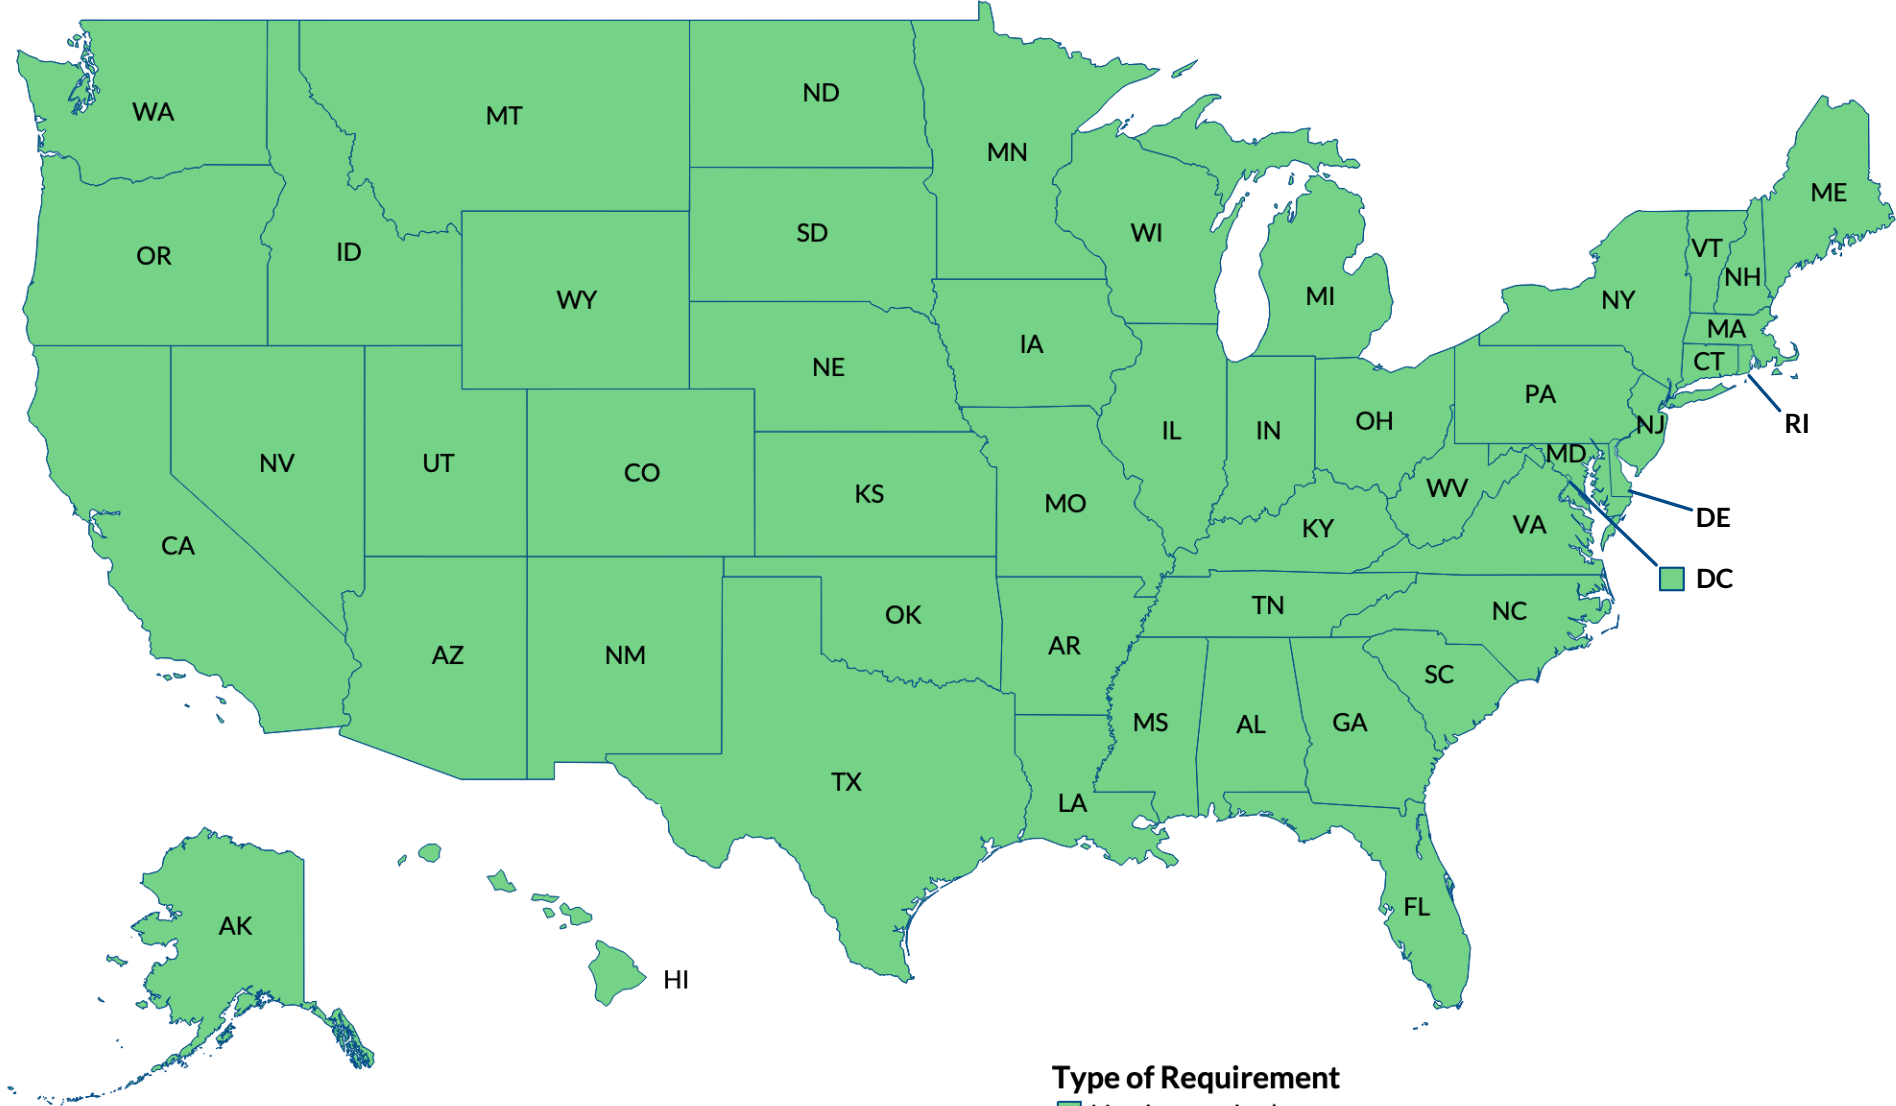 WA
MT
ND
MN
OR
ID
WY
SD
WI
MI
ME
VT
NH
NY
MA
CT
RI
IA
NE
PA
NJ
NV
UT
CO
KS
MO
IL
IN
OH
MD
WV
VA
DE
DC
KY
CA
AZ
NM
OK
AR
TN
NC
SC
MS
AL
GA
TX
LA
FL
AK
HI
Type of Requirement